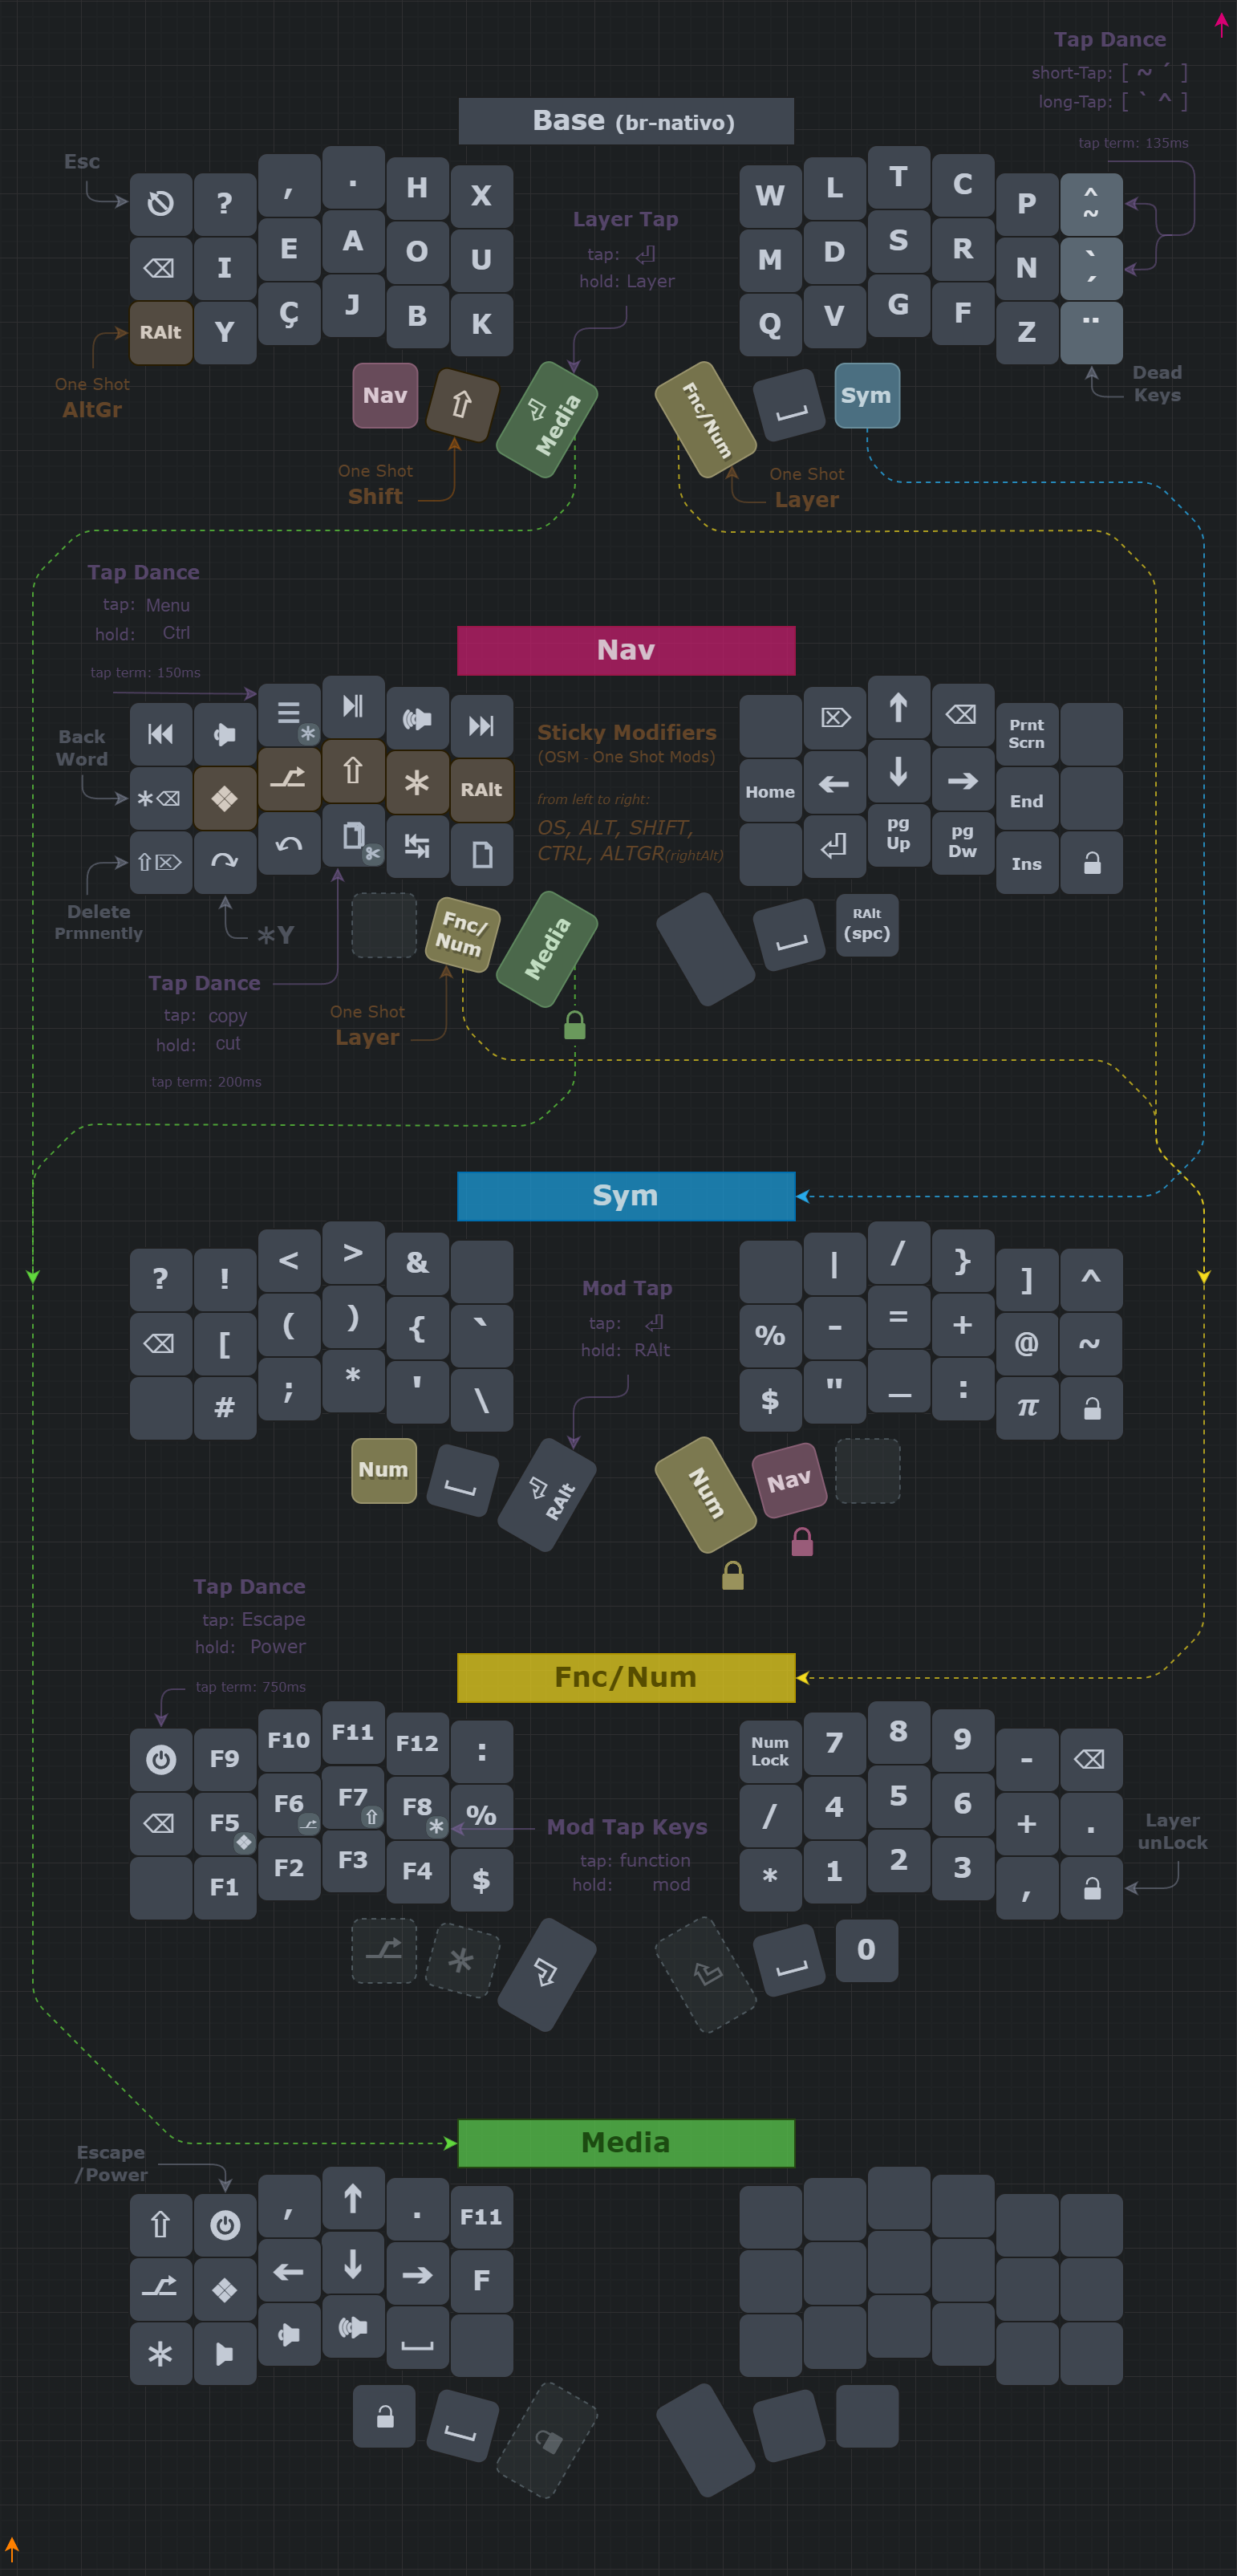 Tap Dance
short-Tap: [ ~ ´ ]
long-Tap: [ ` ^ ]
tap term: 135ms
Base (br-nativo)
Esc
? , . H X
W L T C P ^ ~
I E A O U
M D S R N ` ´
RAlt Y Ç J B K
Q V G F Z ¨
Layer Tap
tap: ⏎
hold: Layer
One Shot
AltGr
Nav ⇧ Media
Fnc/Num Sym
Dead
Keys
One Shot
Shift
One Shot
Layer
Tap Dance
tap: Menu
hold: Ctrl
tap term: 150ms
Nav
Back
Word
Sticky Modifiers
(OSM - One Shot Mods)
from left to right:
OS, ALT, SHIFT,
CTRL, ALTGR(rightAlt)
RAlt
↑ ⌫ Prnt
Scrn
Home ← ↓ → End
pg
Up
pg
Dw
Ins
Delete
Prmnently
*Y
Fnc/
Num
Media
RAlt
(spc)
Tap Dance
tap: copy
hold: cut
tap term: 200ms
One Shot
Layer
Sym
? ! < > &
| / } ] ^
⌫ [ ( ) { `
% - = + @ ~
# ; * ' \
$ " _ : π
Mod Tap
tap: ⏎
hold: RAlt
Num RAlt
Num Nav
Tap Dance
tap: Escape
hold: Power
tap term: 750ms
Fnc/Num
F9 F10 F11 F12 :
Num
Lock
7 8 9 - ⌫
⌫ F5 F6 F7 F8 %
/ 4 5 6 + .
F1 F2 F3 F4 $
* 1 2 3 ,
Mod Tap Keys
tap: function
hold: mod
Layer
unLock
0
Media
Escape
/Power
⇧ , ↑ . F11
← ↓ → F